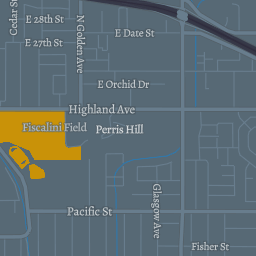 Cedar St
E 28th St
N Golden Ave
E Date St
E 27th St
E Orchid Dr
Highland Ave
Fiscalini Field
Perris Hill
Glasgow Ave
Pacific St
Fisher St